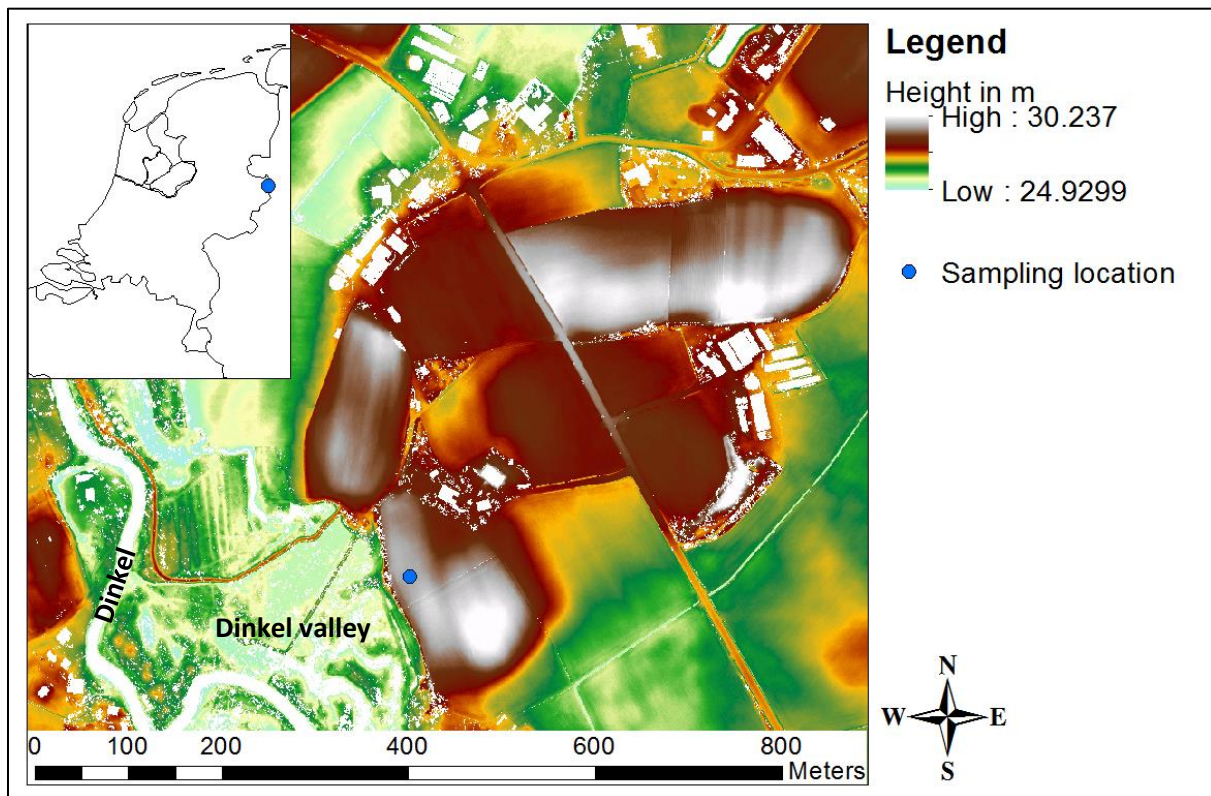 Legend
Height in m
High : 30.237
Low : 24.9299
Sampling location
Dinkel
Dinkel valley
N
W E
S
0 100 200 400 600 800
Meters